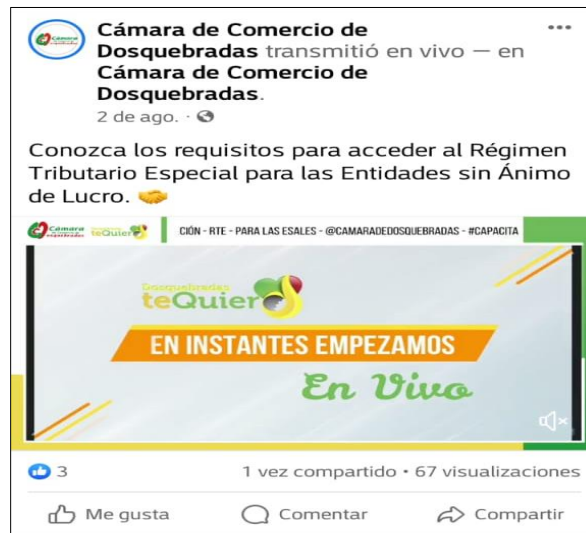 Cámara de Comercio de
Dosquebradas transmitió en vivo — en
Cámara de Comercio de
Dosquebradas.
2 de ago. ·
Conozca los requisitos para acceder al Régimen
Tributario Especial para las Entidades sin Ánimo
de Lucro.
Cámara teQuier CIÓN - RTE - PARA LAS ESALES - @CAMARADEDOSQUEBRADAS - #CAPACITA
Dosquebradas
teQuier
EN INSTANTES EMPEZAMOS
En Vivo
3 1 vez compartido • 67 visualizaciones
Me gusta Comentar Compartir